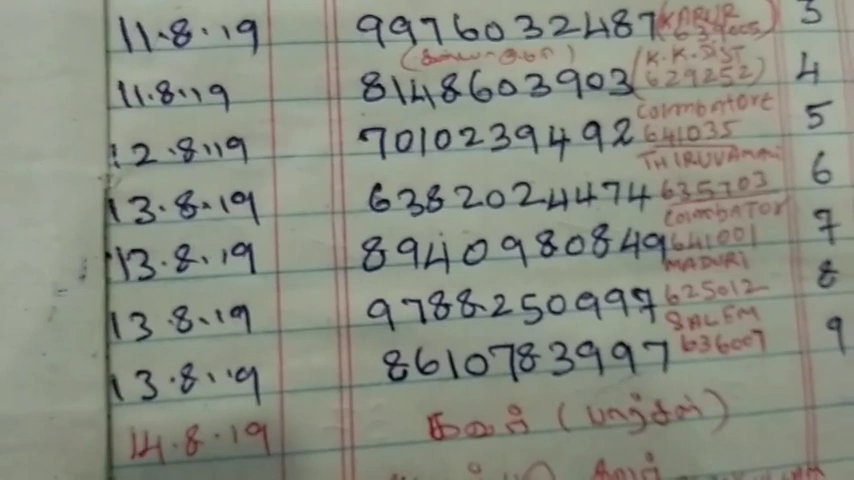 11.8.19 9976032487 (KARUR 639005) 3
11.8.19 8148603903 (K.K.DIST 629252) 4
12.8.19 7010239492 Coimbatore 641035 5
13.8.19 6382024474 635703 6
13.8.19 8940980849 641001 7
13.8.19 9788250997 MADURI 625012 8
13.8.19 8610783997 SALEM 636007 9
14.8.19